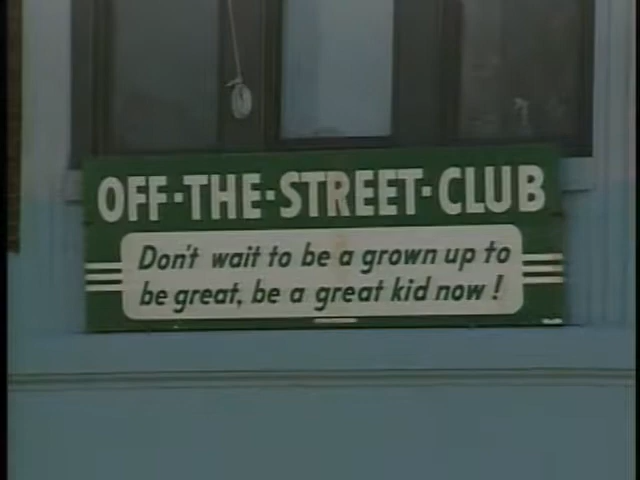 OFF·THE·STREET·CLUB
Don't wait to be a grown up to
be great, be a great kid now!